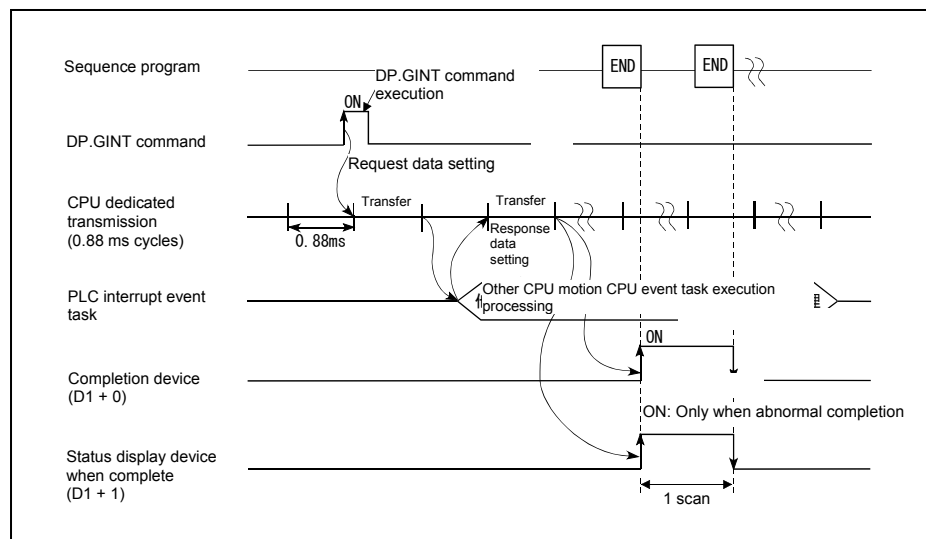 Sequence program
END
END
DP.GINT command
execution
ON
DP.GINT command
Request data setting
CPU dedicated
transmission
(0.88 ms cycles)
Transfer
Transfer
0.88ms
Response
data
setting
PLC interrupt event
task
Other CPU motion CPU event task execution
processing
ON
Completion device
(D1 + 0)
ON: Only when abnormal completion
Status display device
when complete
(D1 + 1)
1 scan